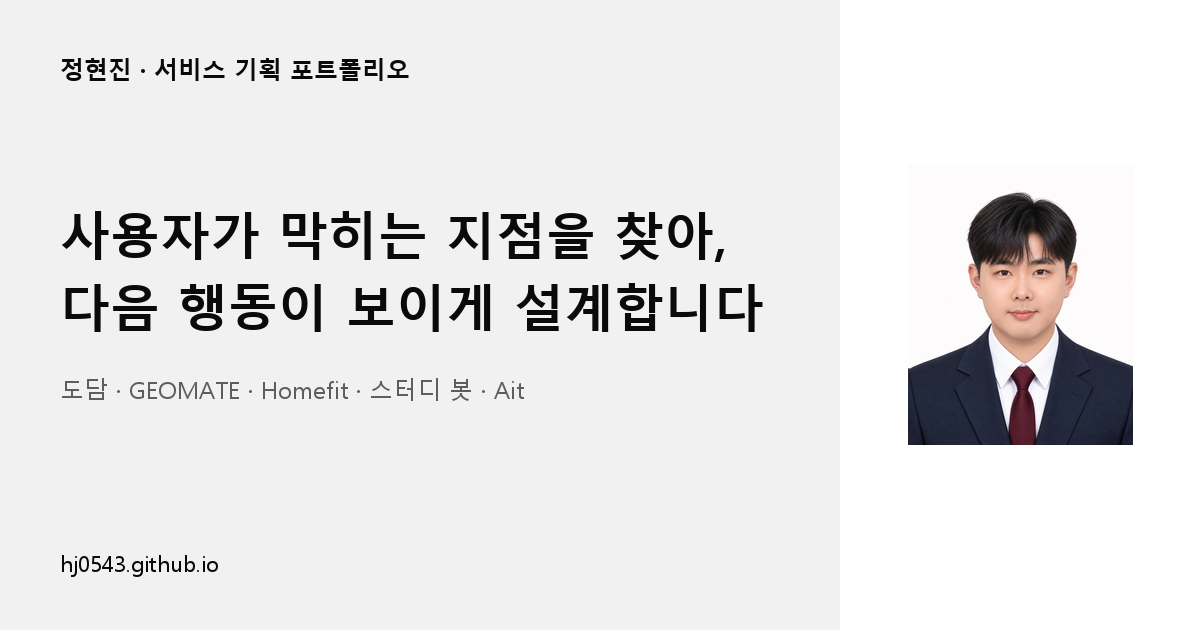 정현진 · 서비스 기획 포트폴리오
사용자가 막히는 지점을 찾아,
다음 행동이 보이게 설계합니다
도담 · GEOMATE · Homefit · 스터디 봇 · Ait
hj0543.github.io